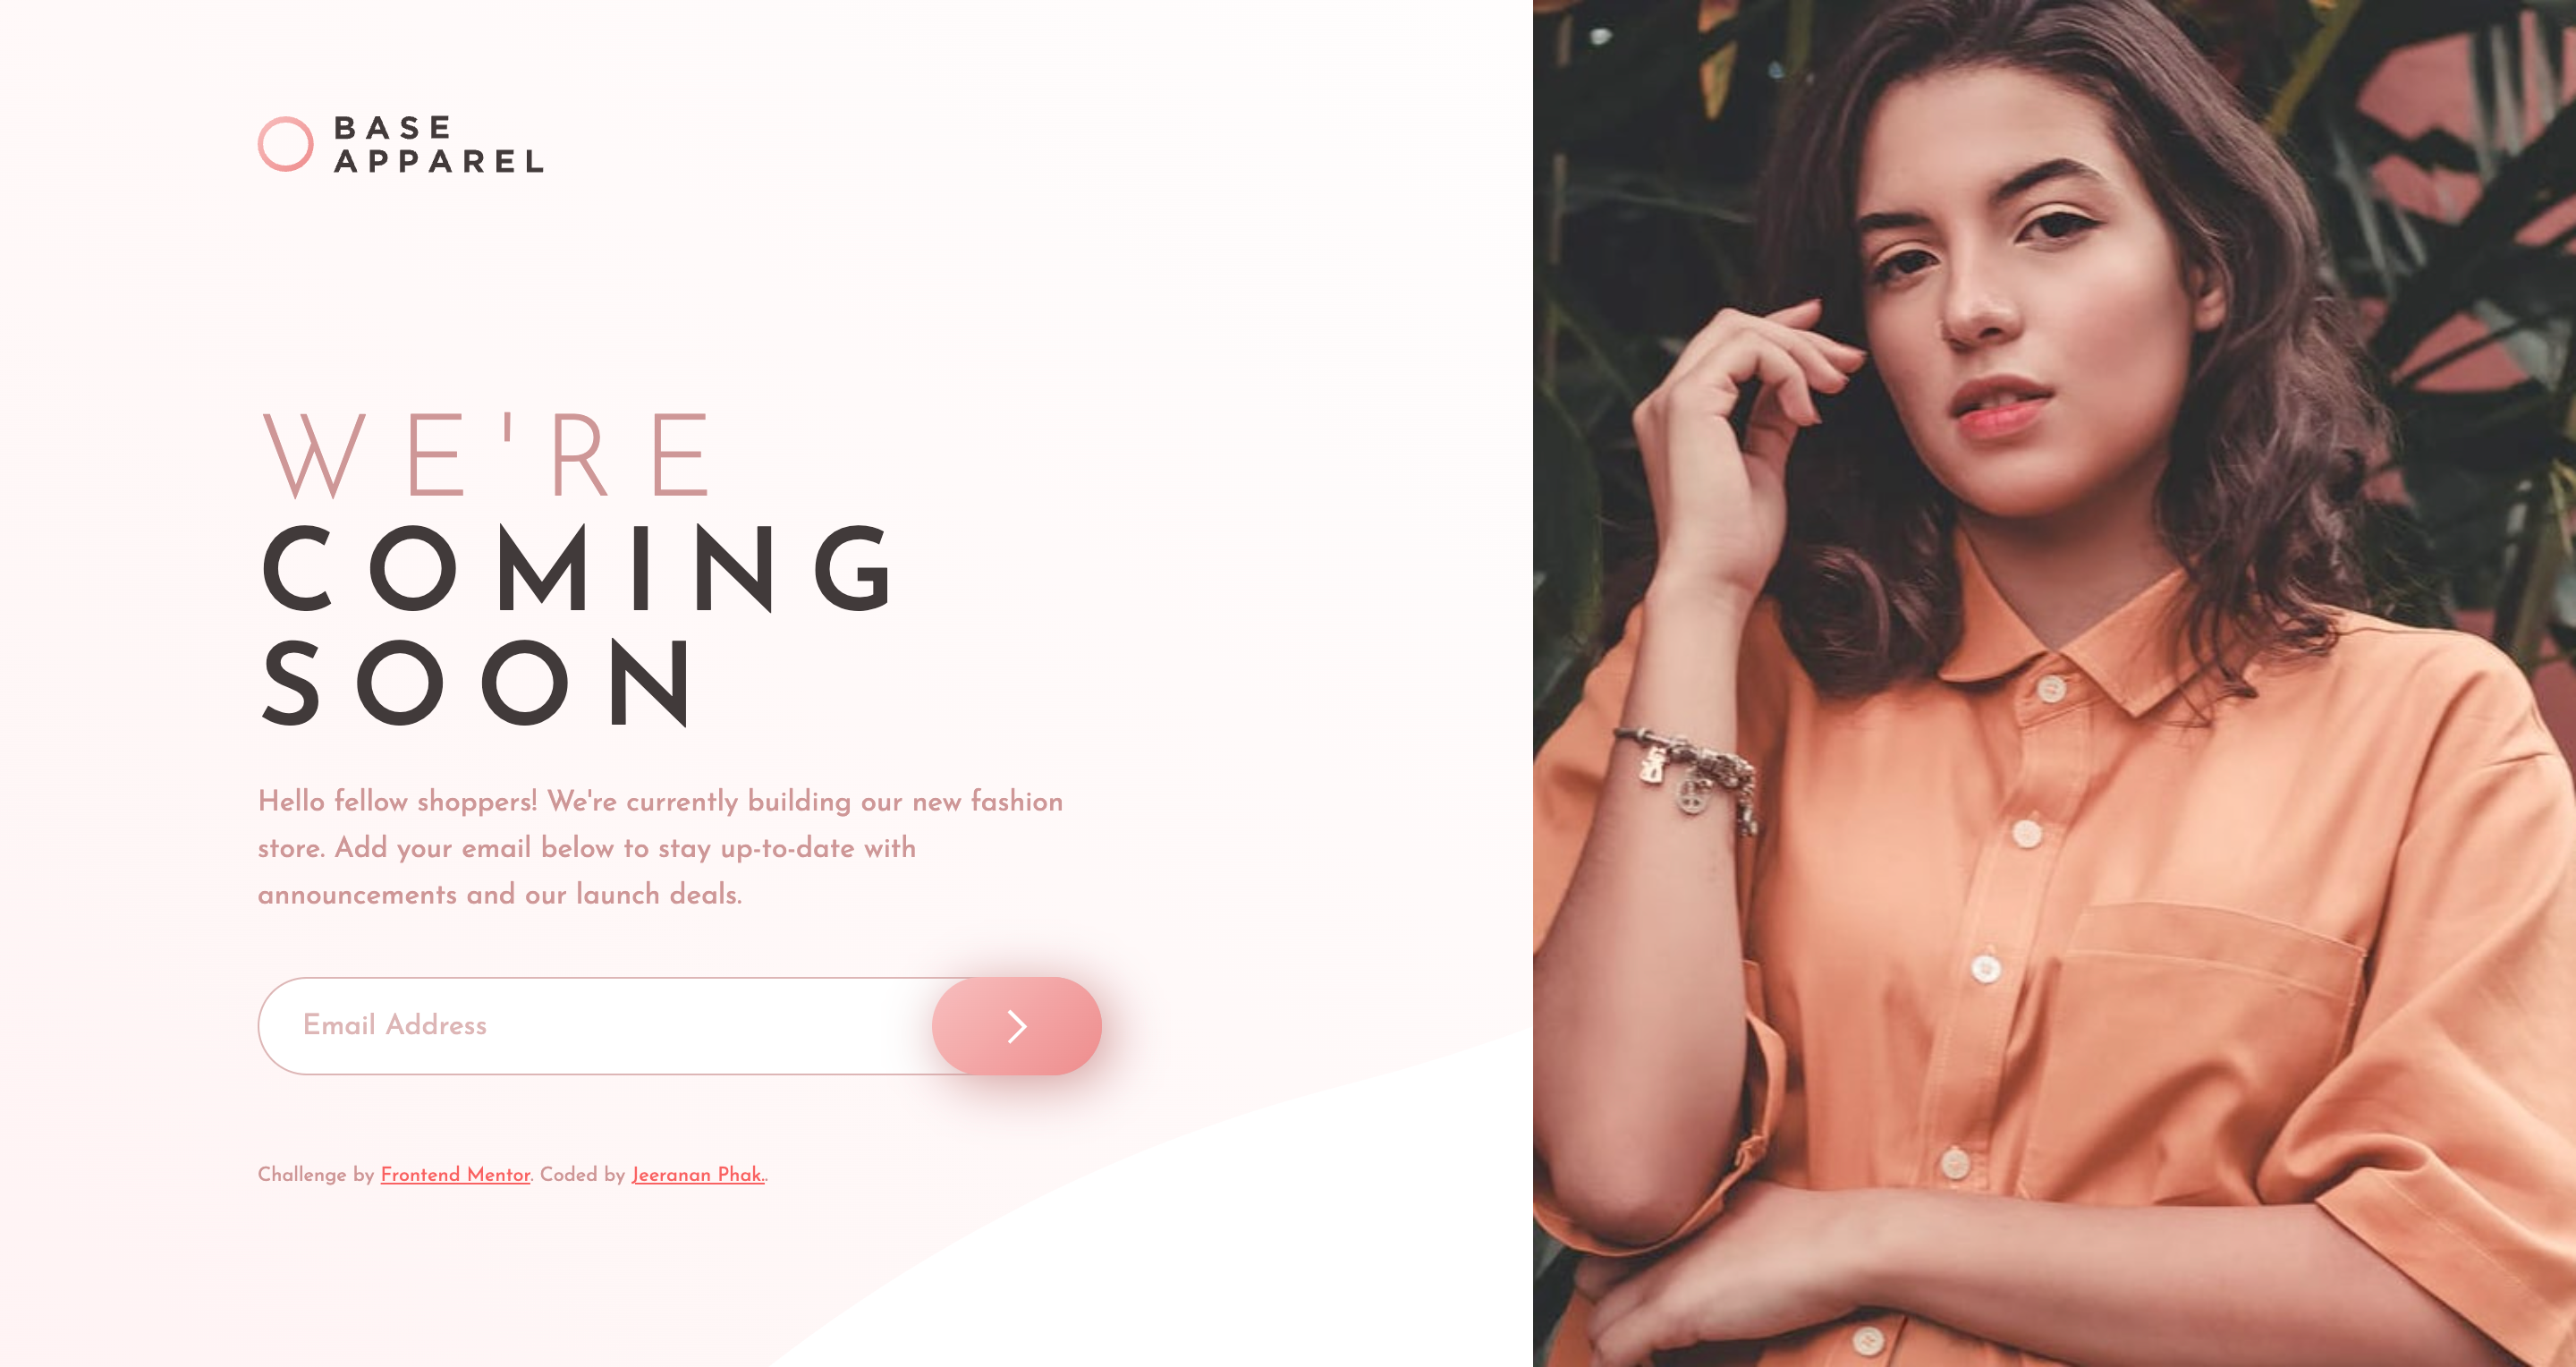 BASE
APPAREL
WE'RE
COMING
SOON
Hello fellow shoppers! We're currently building our new fashion
store. Add your email below to stay up-to-date with
announcements and our launch deals.
Email Address
Challenge by Frontend Mentor. Coded by Jeeranan Phak..